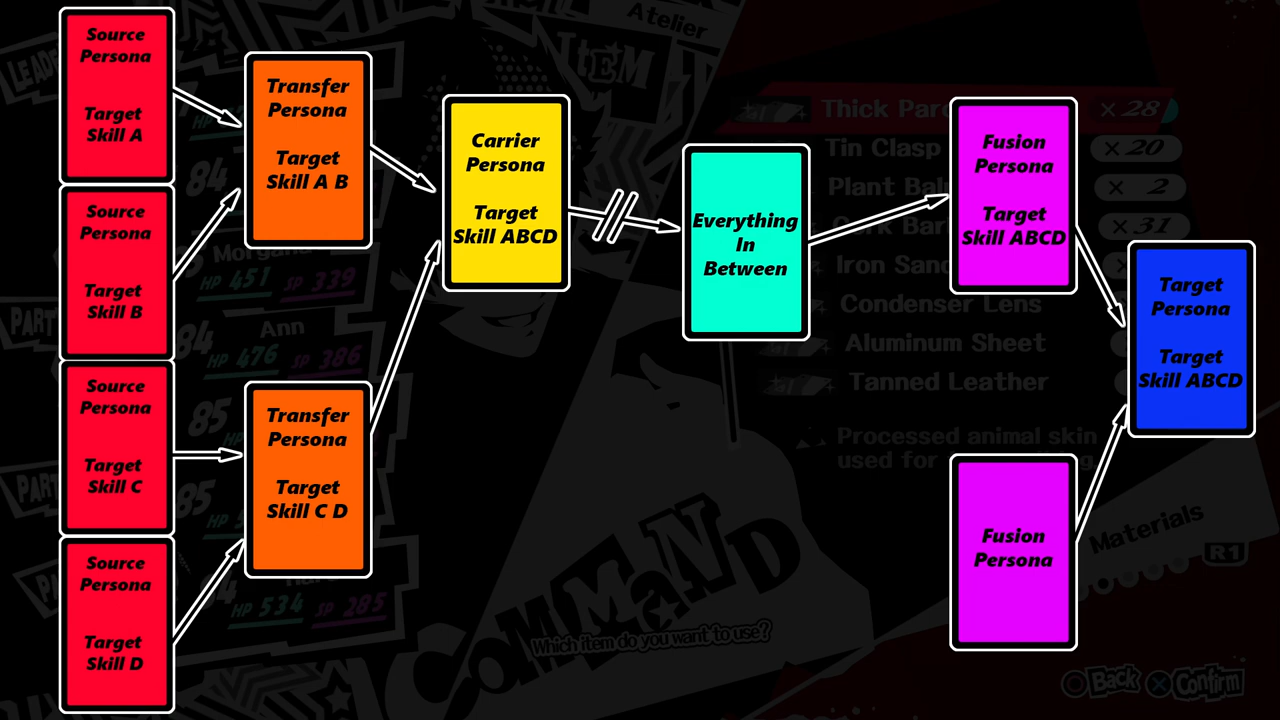 Source
Persona
Target
Skill A
Source
Persona
Target
Skill B
Source
Persona
Target
Skill C
Source
Persona
Target
Skill D
Transfer
Persona
Target
Skill A B
Transfer
Persona
Target
Skill C D
Carrier
Persona
Target
Skill ABCD
Everything
In
Between
Fusion
Persona
Target
Skill ABCD
Fusion
Persona
Target
Persona
Target
Skill ABCD
Atelier
ItEM
Thick Par × 28
Tin Clasp × 20
Plant Bal × 2
× 31
Iron Sand
Condenser Lens
Aluminum Sheet
Tanned Leather
Processed animal skin
used for
84
HP 451 SP 339
84
Ann
HP 476 SP 386
85
HP
85
HP
HP 534 SP 285
PART
COMMAND
Which item do you want to use?
Materials
R1
Back
Confirm